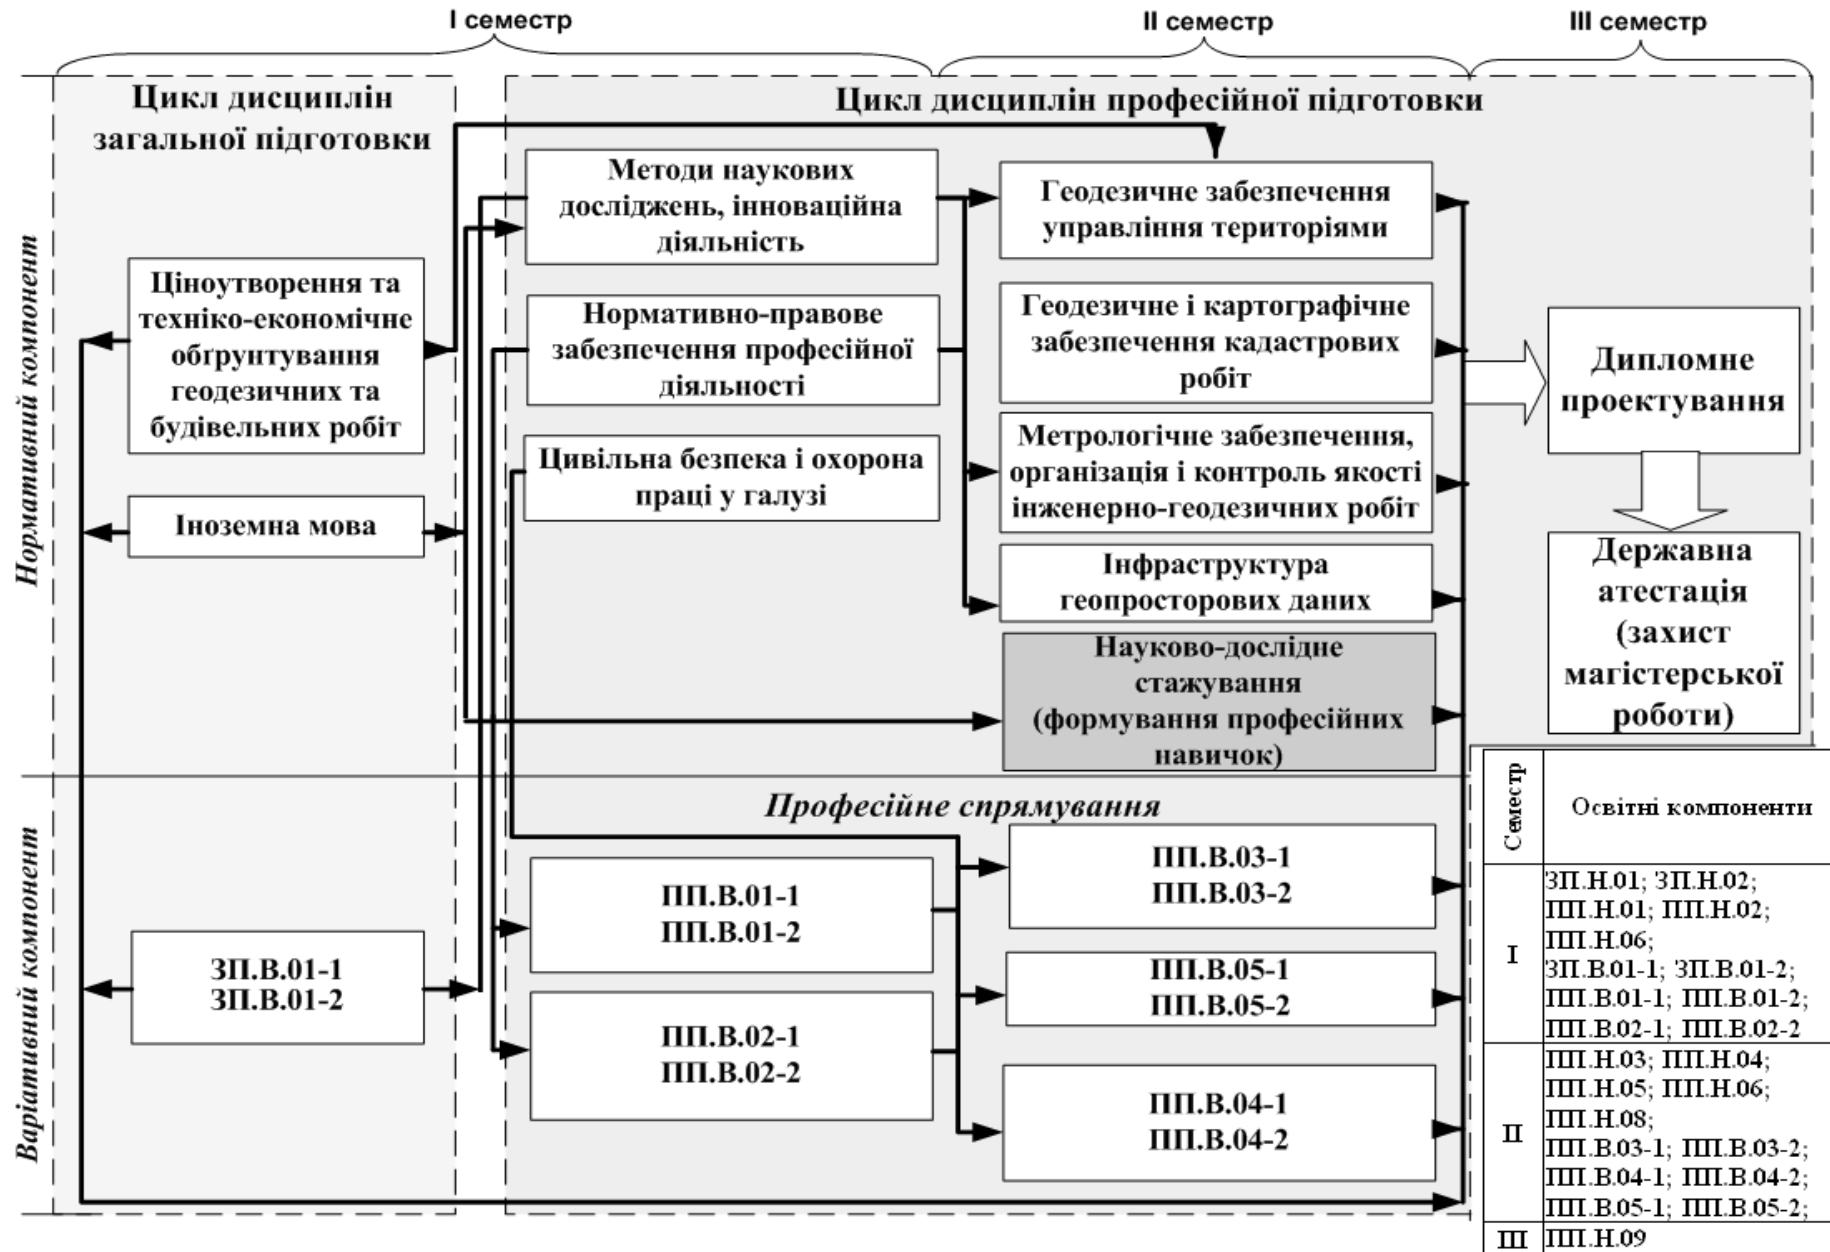 I семестр
II семестр
III семестр
Цикл дисциплін
загальної підготовки
Цикл дисциплін професійної підготовки
Нормативний компонент
Ціноутворення та
техніко-економічне
обґрунтування
геодезичних та
будівельних робіт
Іноземна мова
Методи наукових
досліджень, інноваційна
діяльність
Нормативно-правове
забезпечення професійної
діяльності
Цивільна безпека і охорона
праці у галузі
Геодезичне забезпечення
управління територіями
Геодезичне і картографічне
забезпечення кадастрових
робіт
Метрологічне забезпечення,
організація і контроль якості
інженерно-геодезичних робіт
Інфраструктура
геопросторових даних
Науково-дослідне
стажування
(формування професійних
навичок)
Дипломне
проектування
Державна
атестація
(захист
магістерської
роботи)
Варіативний компонент
Професійне спрямування
ЗП.В.01-1
ЗП.В.01-2
ПП.В.01-1
ПП.В.01-2
ПП.В.02-1
ПП.В.02-2
ПП.В.03-1
ПП.В.03-2
ПП.В.05-1
ПП.В.05-2
ПП.В.04-1
ПП.В.04-2
Семестр
Освітні компоненти
I
ЗП.Н.01; ЗП.Н.02;
ПП.Н.01; ПП.Н.02;
ПП.Н.06;
ЗП.В.01-1; ЗП.В.01-2;
ПП.В.01-1; ПП.В.01-2;
ПП.В.02-1; ПП.В.02-2
II
ПП.Н.03; ПП.Н.04;
ПП.Н.05; ПП.Н.06;
ПП.Н.08;
ПП.В.03-1; ПП.В.03-2;
ПП.В.04-1; ПП.В.04-2;
ПП.В.05-1; ПП.В.05-2;
III
ПП.Н.09